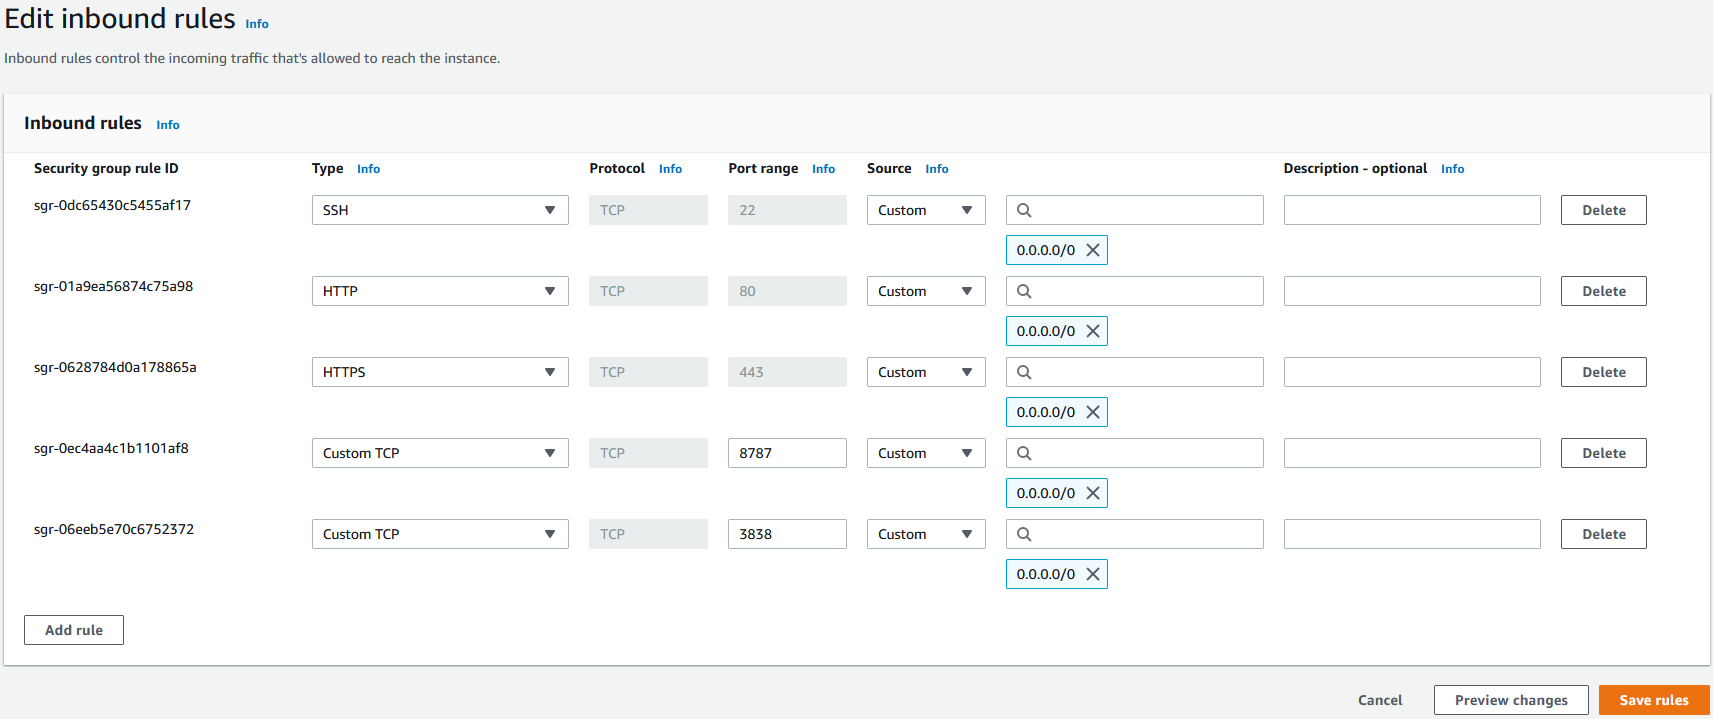 Edit inbound rules Info
Inbound rules control the incoming traffic that's allowed to reach the instance.
Inbound rules Info
Security group rule ID Type Info Protocol Info Port range Info Source Info Description - optional Info
sgr-0dc65430c5455af17 SSH TCP 22 Custom Delete
0.0.0.0/0
sgr-01a9ea56874c75a98 HTTP TCP 80 Custom Delete
0.0.0.0/0
sgr-0628784d0a178865a HTTPS TCP 443 Custom Delete
0.0.0.0/0
sgr-0ec4aa4c1b1101af8 Custom TCP TCP 8787 Custom Delete
0.0.0.0/0
sgr-06eeb5e70c6752372 Custom TCP TCP 3838 Custom Delete
0.0.0.0/0
Add rule
Cancel Preview changes Save rules